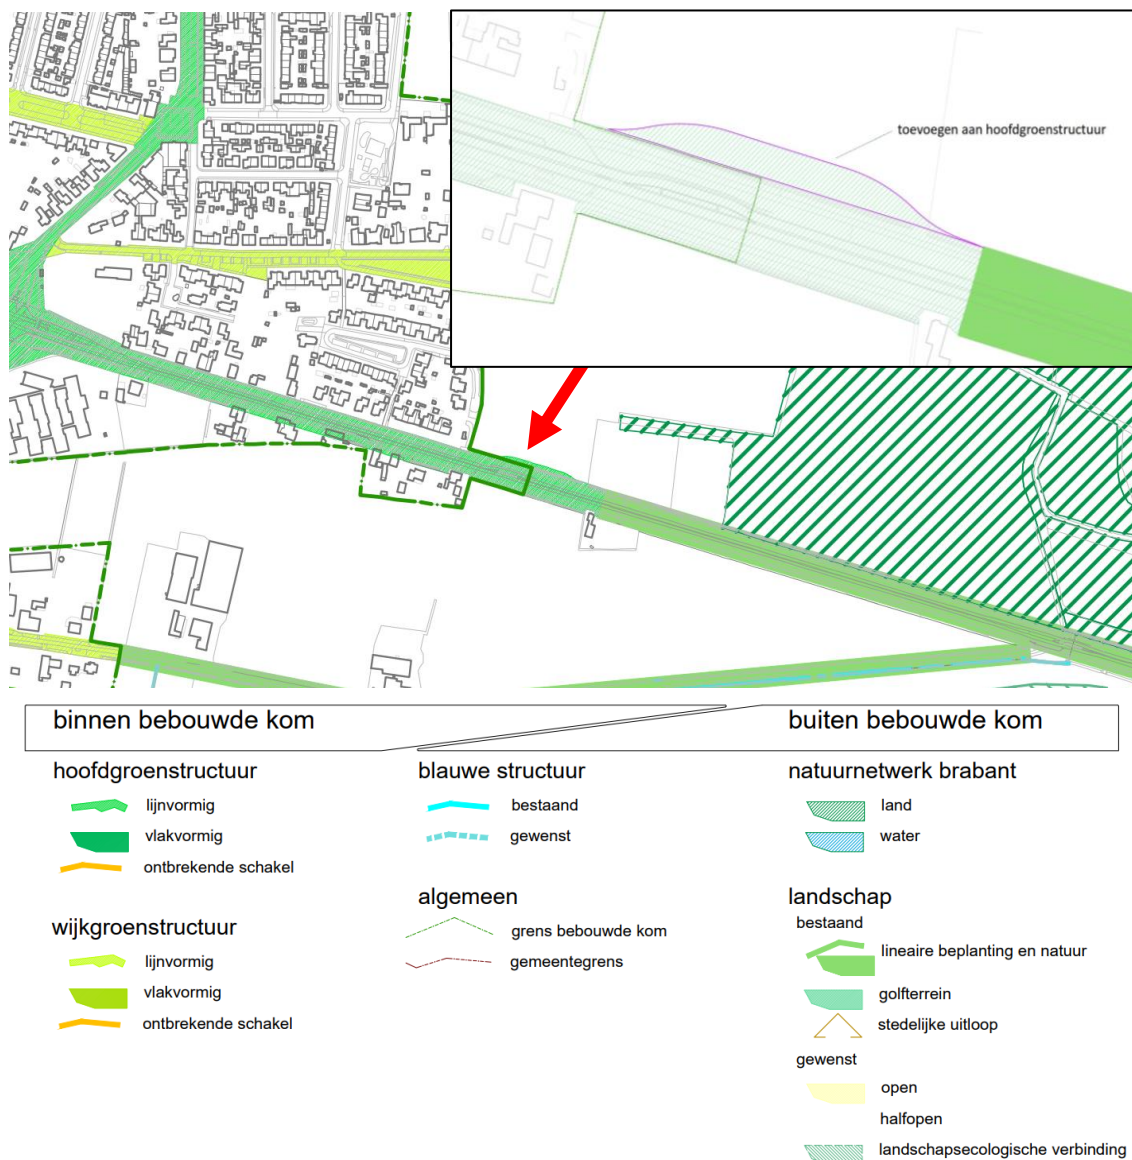 toevoegen aan hoofdgroenstructuur
binnen bebouwde kom
buiten bebouwde kom
hoofdgroenstructuur
lijnvormig
vlakvormig
ontbrekende schakel
wijkgroenstructuur
lijnvormig
vlakvormig
ontbrekende schakel
blauwe structuur
bestaand
gewenst
algemeen
grens bebouwde kom
gemeentegrens
natuurnetwerk brabant
land
water
landschap
bestaand
lineaire beplanting en natuur
golfterrein
stedelijke uitloop
gewenst
open
halfopen
landschapsecologische verbinding